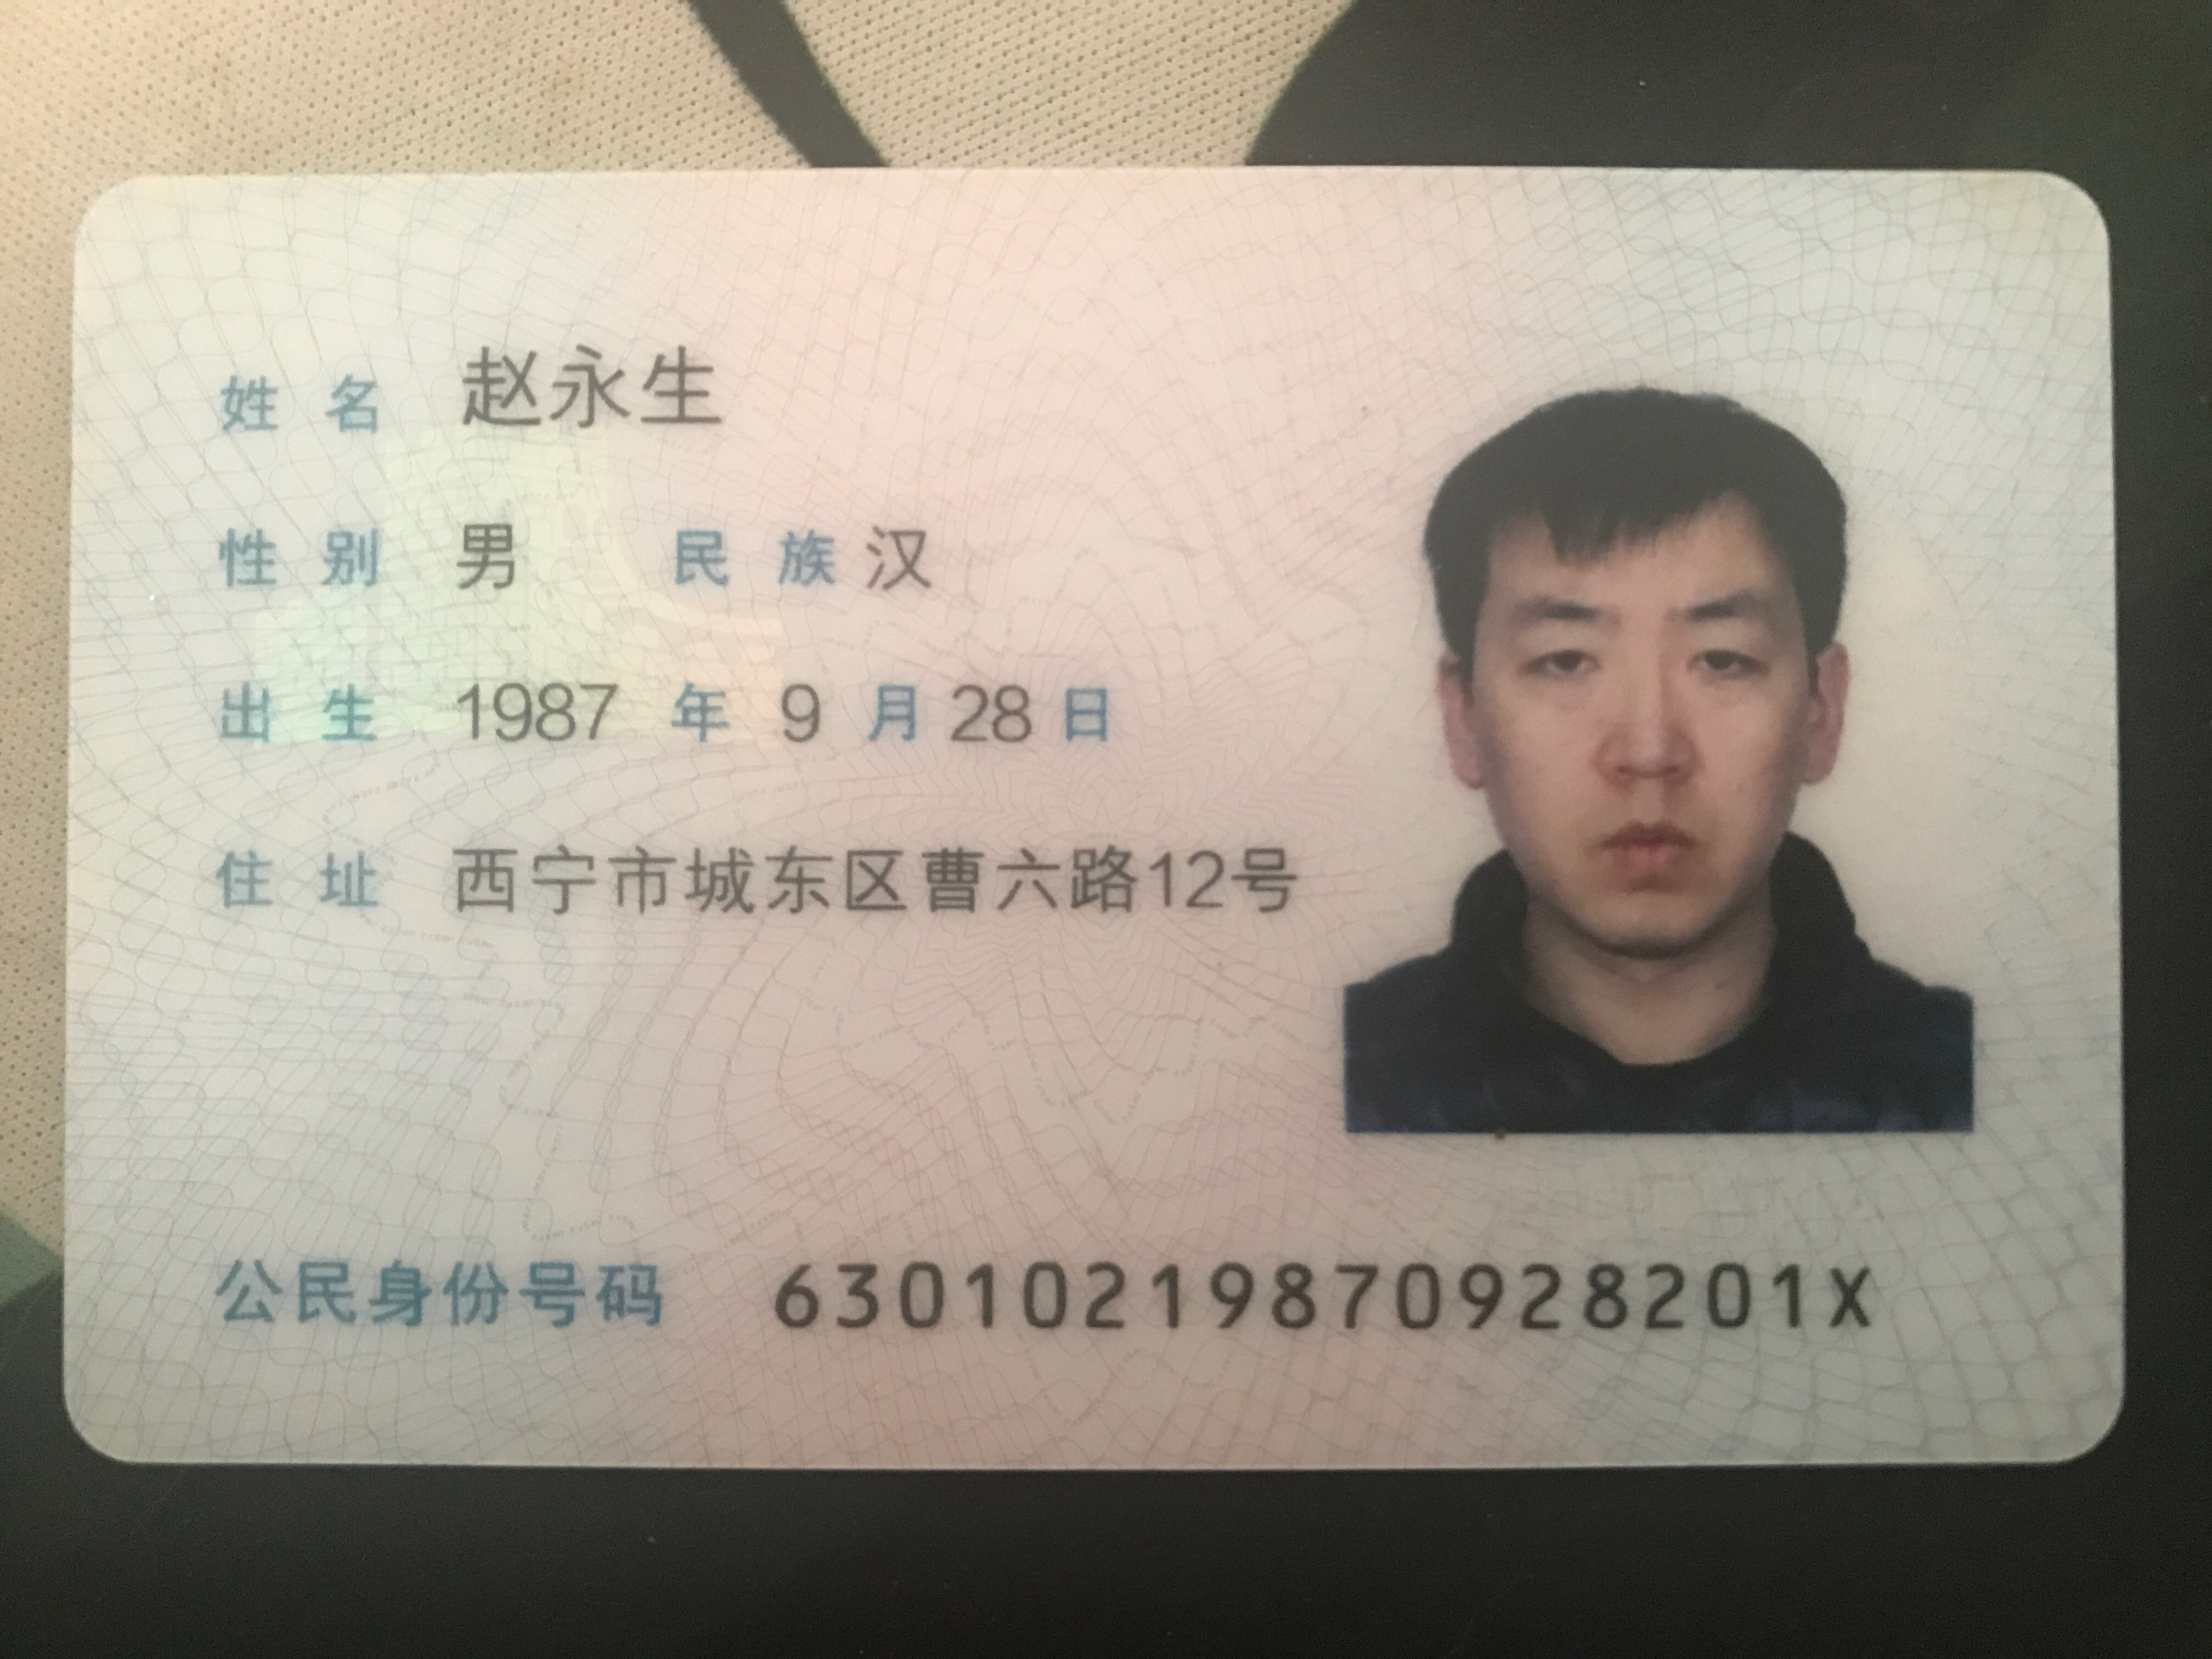 姓名 赵永生
性别 男 民族 汉
出生 1987 年 9 月 28 日
住址 西宁市城东区曹六路12号
公民身份号码 63010219870928201X